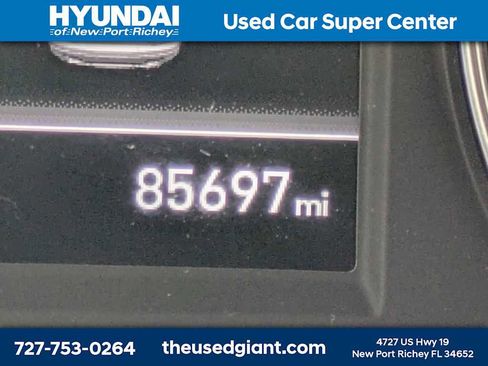 HYUNDAI
of New Port Richey
Used Car Super Center
85697 mi
727-753-0264
theusedgiant.com
4727 US Hwy 19
New Port Richey FL 34652